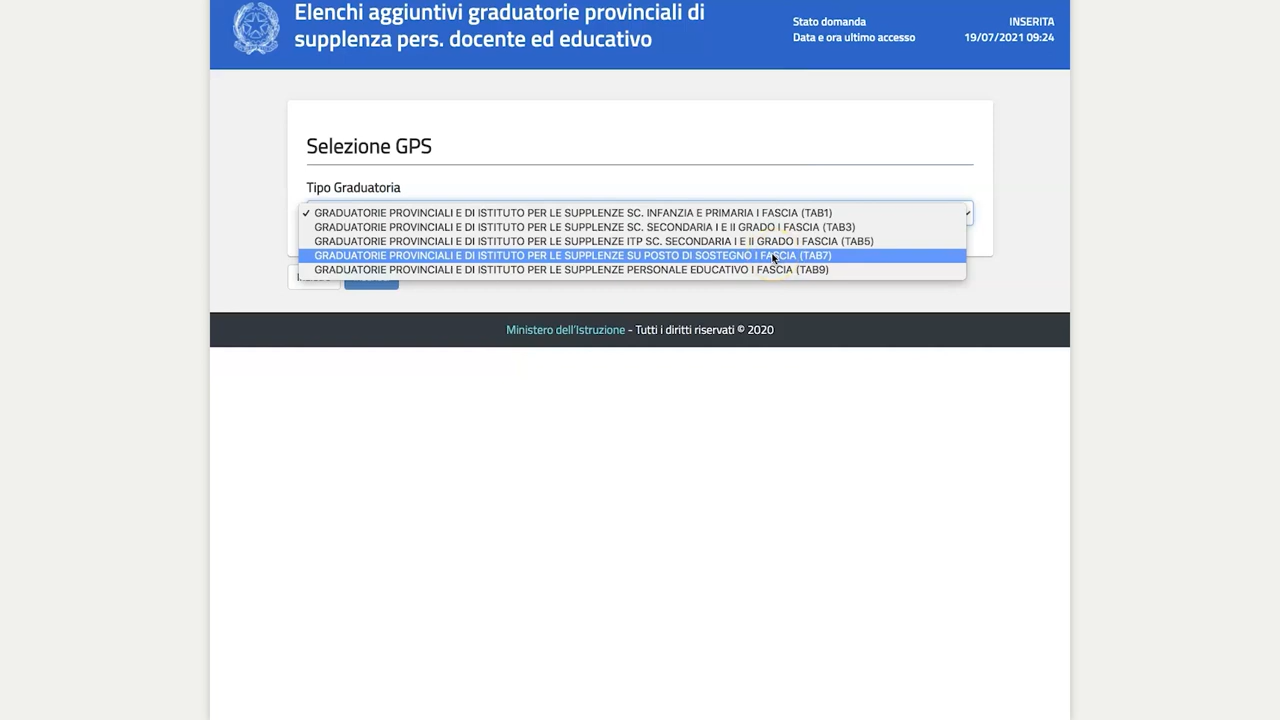 Elenchi aggiuntivi graduatorie provinciali di
supplenza pers. docente ed educativo
Stato domanda INSERITA
Data e ora ultimo accesso 19/07/2021 09:24
Selezione GPS
Tipo Graduatoria
✓ GRADUATORIE PROVINCIALI E DI ISTITUTO PER LE SUPPLENZE SC. INFANZIA E PRIMARIA I FASCIA (TAB1)
GRADUATORIE PROVINCIALI E DI ISTITUTO PER LE SUPPLENZE SC. SECONDARIA I E II GRADO I FASCIA (TAB3)
GRADUATORIE PROVINCIALI E DI ISTITUTO PER LE SUPPLENZE ITP SC. SECONDARIA I E II GRADO I FASCIA (TAB5)
GRADUATORIE PROVINCIALI E DI ISTITUTO PER LE SUPPLENZE SU POSTO DI SOSTEGNO I FASCIA (TAB7)
GRADUATORIE PROVINCIALI E DI ISTITUTO PER LE SUPPLENZE PERSONALE EDUCATIVO I FASCIA (TAB9)
Ministero dell'Istruzione - Tutti i diritti riservati © 2020